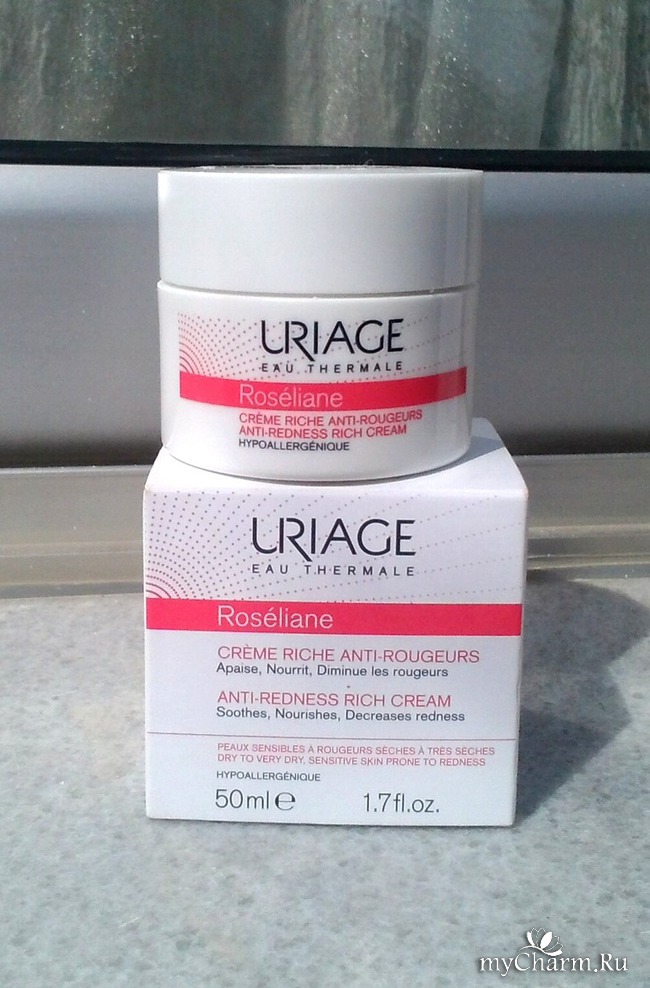 URIAGE
EAU THERMALE
Roséliane
CRÈME RICHE ANTI-ROUGEURS
ANTI-REDNESS RICH CREAM
HYPOALLERGÉNIQUE
URIAGE
EAU THERMALE
Roséliane
CRÈME RICHE ANTI-ROUGEURS
Apaise, Nourrit, Diminue les rougeurs
ANTI-REDNESS RICH CREAM
Soothes, Nourishes, Decreases redness
PEAUX SENSIBLES À ROUGEURS SÈCHES À TRÈS SÈCHES
DRY TO VERY DRY, SENSITIVE SKIN PRONE TO REDNESS
HYPOALLERGÉNIQUE
50ml e 1.7fl.oz.
myCharm.Ru